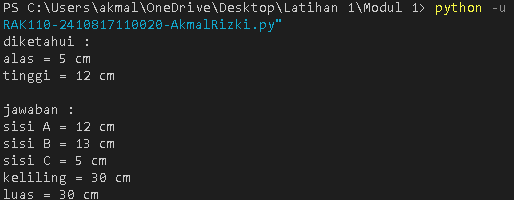 PS C:\Users\akmal\OneDrive\Desktop\Latihan 1\Modul 1> python -u
RAK110-2410817110020-AkmalRizki.py"
diketahui :
alas = 5 cm
tinggi = 12 cm
jawaban :
sisi A = 12 cm
sisi B = 13 cm
sisi C = 5 cm
keliling = 30 cm
luas = 30 cm